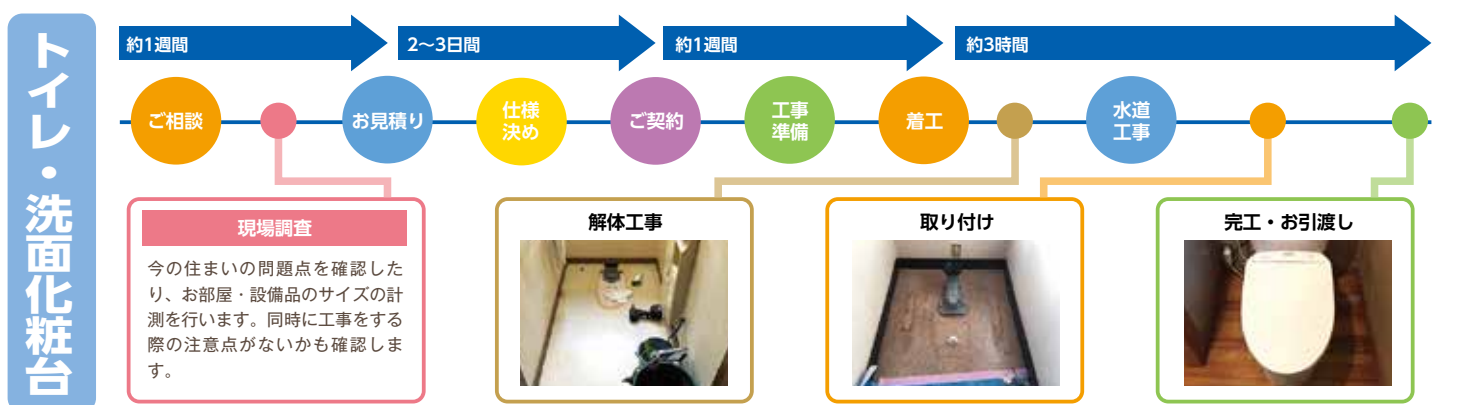 トイレ・洗面化粧台
約1週間
2〜3日間
約1週間
約3時間
ご相談
お見積り
仕様
決め
ご契約
工事
準備
着工
水道
工事
現場調査
今の住まいの問題点を確認した
り、お部屋・設備品のサイズの計
測を行います。同時に工事をする
際の注意点がないかも確認しま
す。
解体工事
取り付け
完工・お引渡し